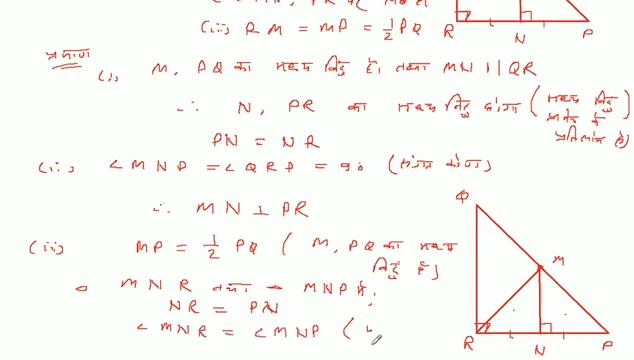 (iii) RM = MP = 1/2 PQ
R N P
प्रमाण
(i) M, PQ का मध्य बिंदु है। तथा MN || QR
∴ N, PR का मध्य बिंदु होगा (मध्य बिंदु प्रमेय के
प्रतिलोम से)
PN = NR
(ii) ∠MNP = ∠QRP = 90 (संगत कोण)
∴ MN ⊥ PR
(iii) MP = 1/2 PQ (M, PQ का मध्य
बिंदु है)
△ MNR तथा △ MNP में,
NR = PN
∠MNR = ∠MNP (
Q
M
R N P